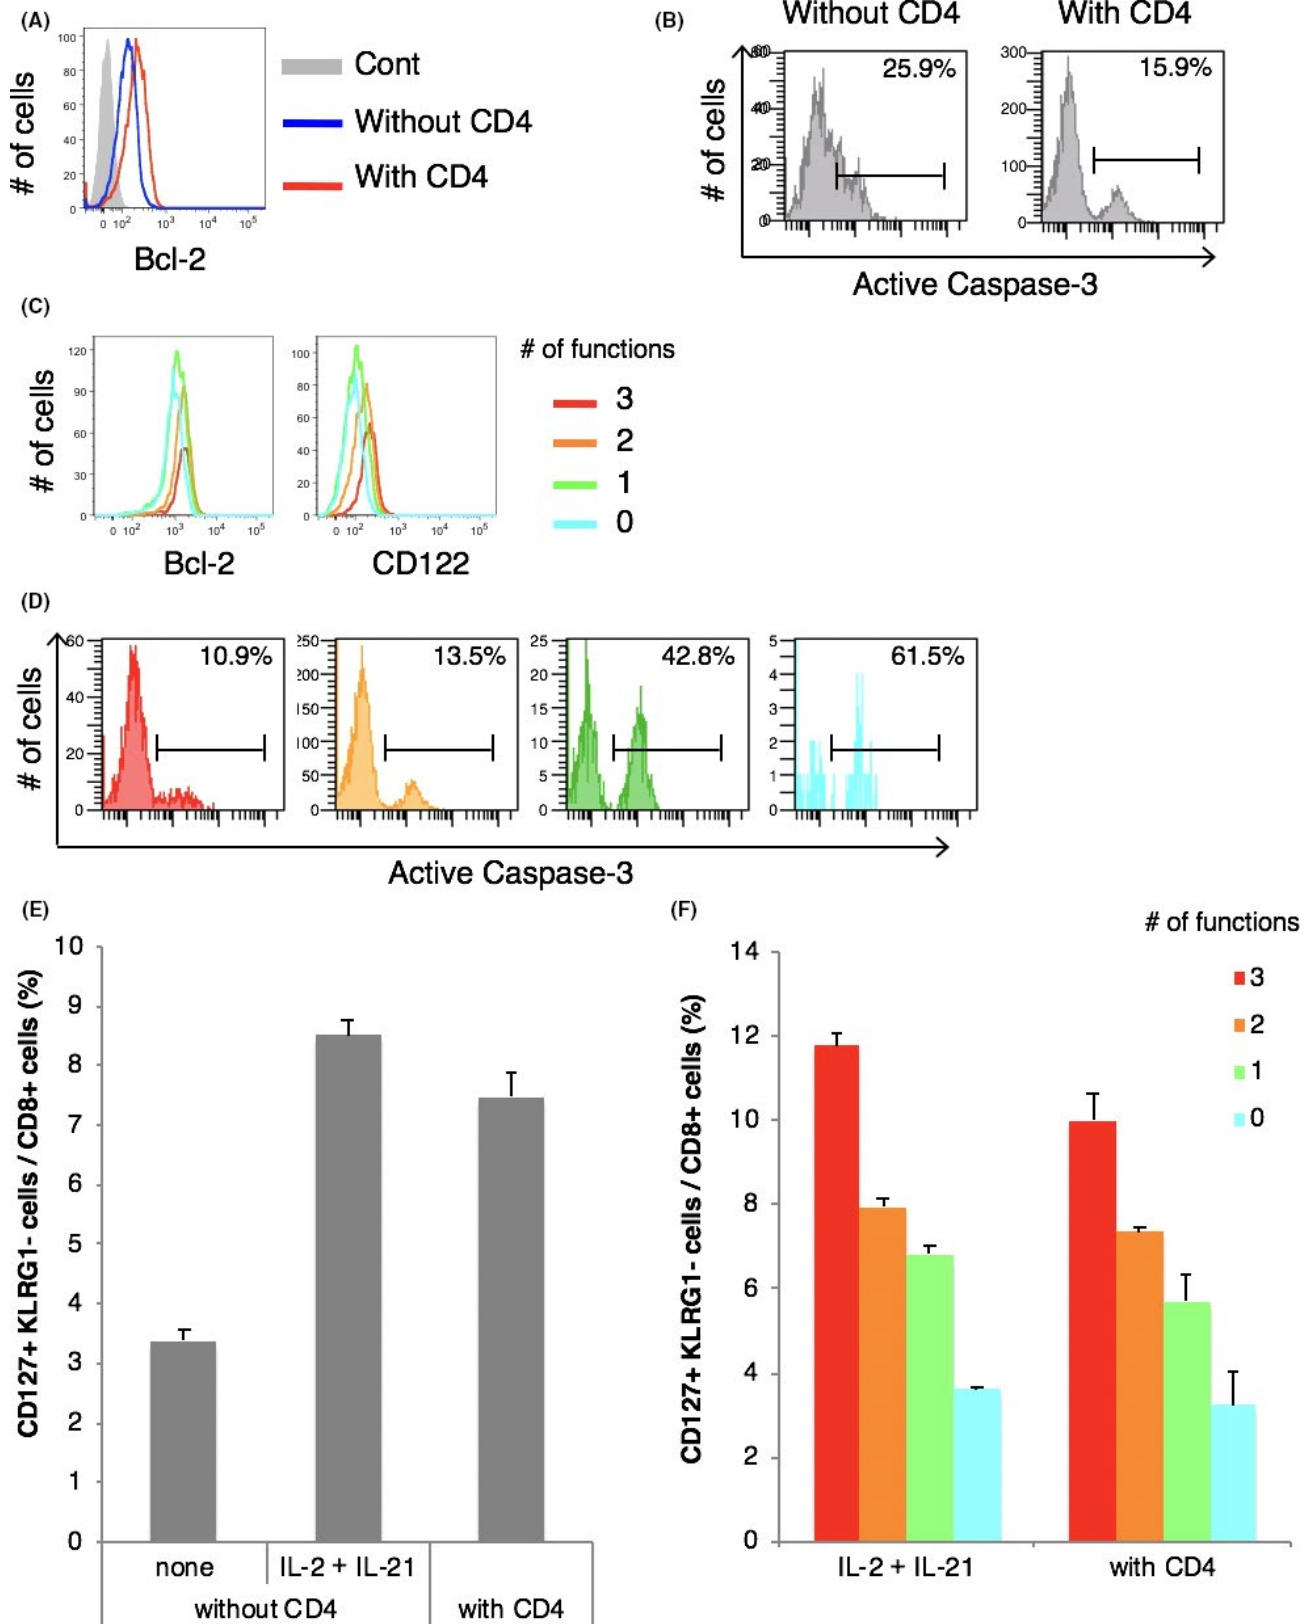 (A)
100
80
60
40
20
0
# of cells
0 10² 10³ 10⁴ 10⁵
Bcl-2
Cont
Without CD4
With CD4
(B)
Without CD4
With CD4
# of cells
60
40
20
0
25.9%
300
200
100
0
15.9%
Active Caspase-3
(C)
# of cells
120
90
60
30
0
0 10² 10³ 10⁴ 10⁵
Bcl-2
100
80
60
40
20
0
0 10² 10³ 10⁴ 10⁵
CD122
# of functions
3
2
1
0
(D)
# of cells
60
40
20
0
10.9%
250
200
150
100
50
0
13.5%
25
20
15
10
5
0
42.8%
5
4
3
2
1
0
61.5%
Active Caspase-3
(E)
CD127+ KLRG1- cells / CD8+ cells (%)
10
9
8
7
6
5
4
3
2
1
0
none
IL-2 + IL-21
without CD4
with CD4
(F)
# of functions
3
2
1
0
CD127+ KLRG1- cells / CD8+ cells (%)
14
12
10
8
6
4
2
0
IL-2 + IL-21
with CD4